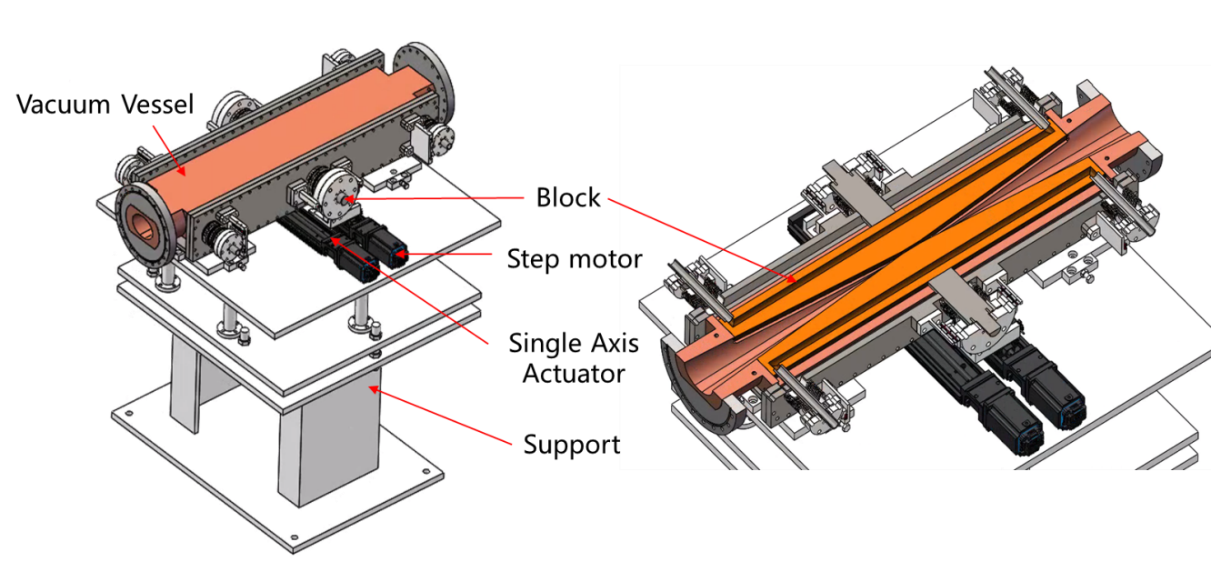 Vacuum Vessel
Block
Step motor
Single Axis
Actuator
Support